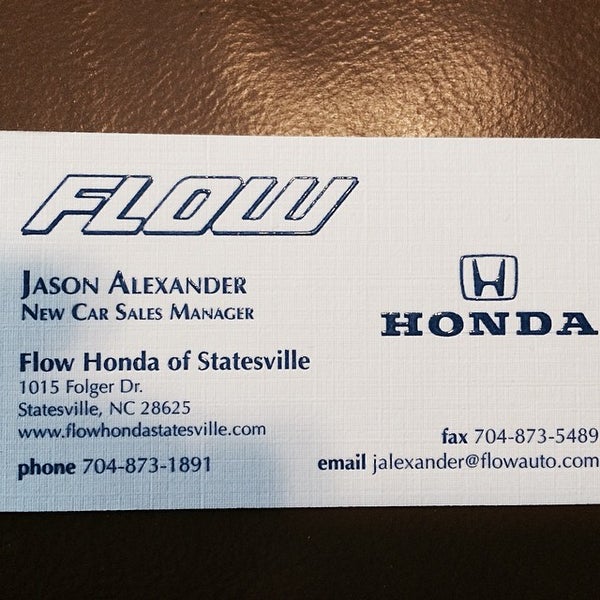 FLOW
JASON ALEXANDER
NEW CAR SALES MANAGER
HONDA
Flow Honda of Statesville
1015 Folger Dr.
Statesville, NC 28625
www.flowhondastatesville.com
fax 704-873-5489
phone 704-873-1891
email jalexander@flowauto.com